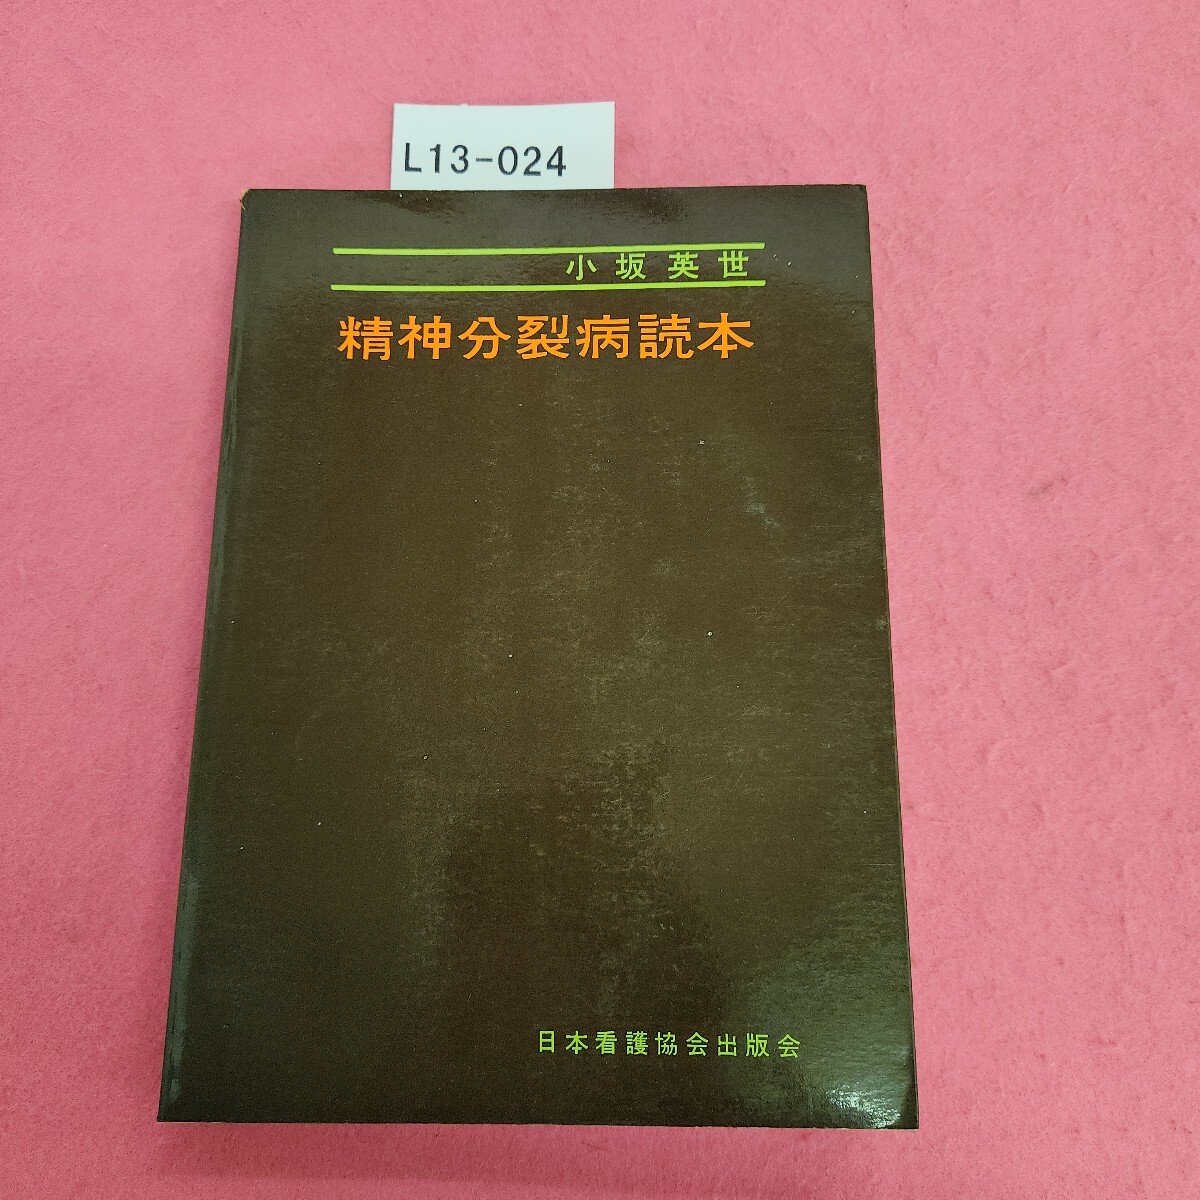 L13-024
小坂英世
精神分裂病読本
日本看護協会出版会